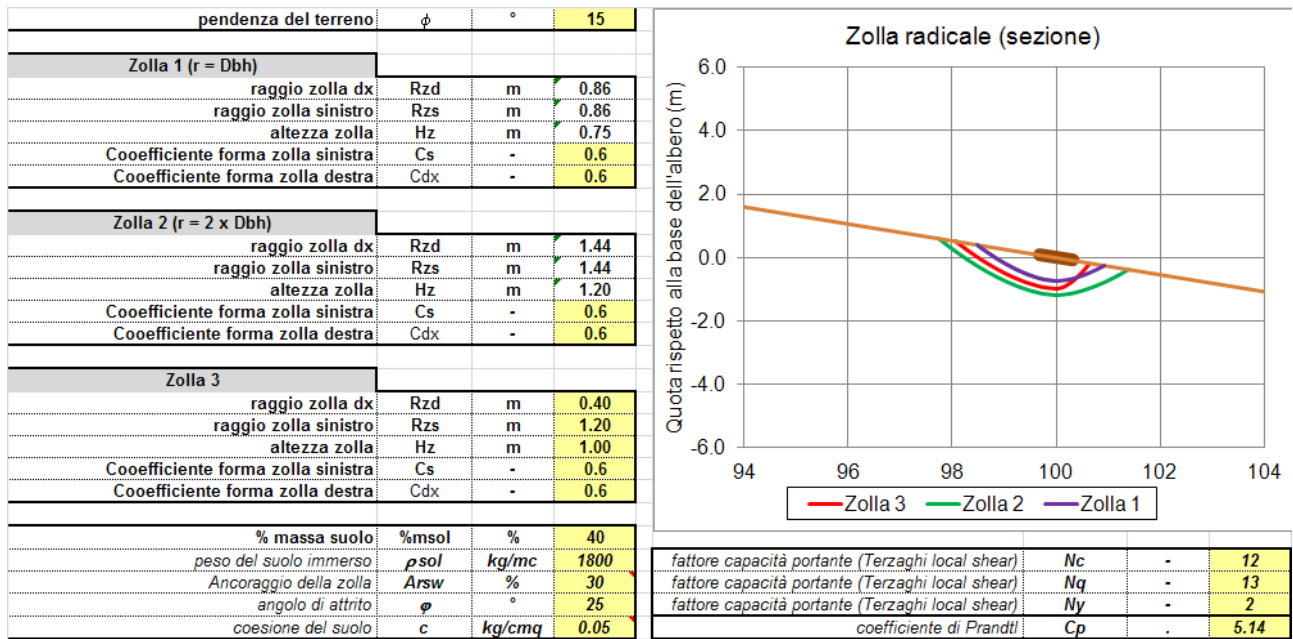 pendenza del terreno ϕ ° 15
Zolla 1 (r = Dbh)
raggio zolla dx Rzd m 0.86
raggio zolla sinistro Rzs m 0.86
altezza zolla Hz m 0.75
Cooefficiente forma zolla sinistra Cs - 0.6
Cooefficiente forma zolla destra Cdx - 0.6
Zolla 2 (r = 2 x Dbh)
raggio zolla dx Rzd m 1.44
raggio zolla sinistro Rzs m 1.44
altezza zolla Hz m 1.20
Cooefficiente forma zolla sinistra Cs - 0.6
Cooefficiente forma zolla destra Cdx - 0.6
Zolla 3
raggio zolla dx Rzd m 0.40
raggio zolla sinistro Rzs m 1.20
altezza zolla Hz m 1.00
Cooefficiente forma zolla sinistra Cs - 0.6
Cooefficiente forma zolla destra Cdx - 0.6
% massa suolo %msol % 40
peso del suolo immerso ρsol kg/mc 1800
Ancoraggio della zolla Arsw % 30
angolo di attrito φ ° 25
coesione del suolo c kg/cmq 0.05
Zolla radicale (sezione)
Quota rispetto alla base dell'albero (m)
6.0
4.0
2.0
0.0
-2.0
-4.0
-6.0
94 96 98 100 102 104
Zolla 3 Zolla 2 Zolla 1
fattore capacità portante (Terzaghi local shear) Nc - 12
fattore capacità portante (Terzaghi local shear) Nq - 13
fattore capacità portante (Terzaghi local shear) Ny - 2
coefficiente di Prandtl Cp . 5.14